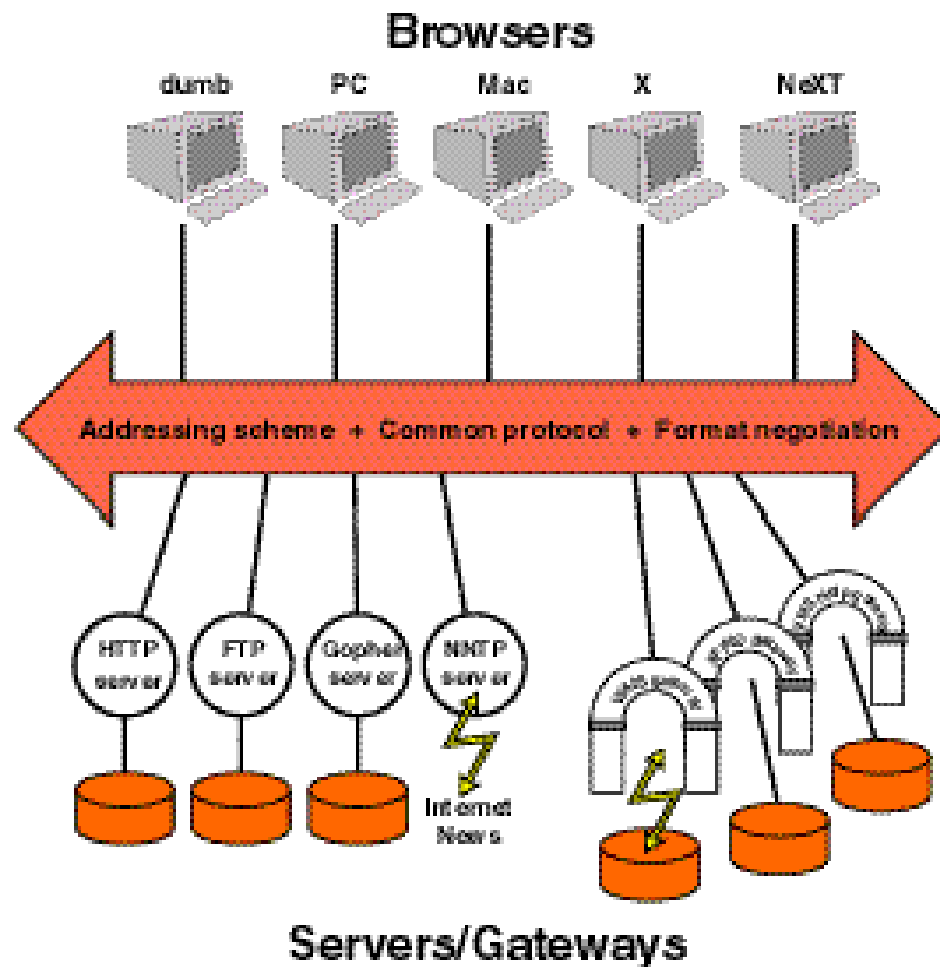 Browsers
dumb PC Mac X NeXT
Addressing scheme + Common protocol + Format negotiation
HTTP
server
FTP
server
Gopher
server
NNTP
server
Internet
News
Servers/Gateways